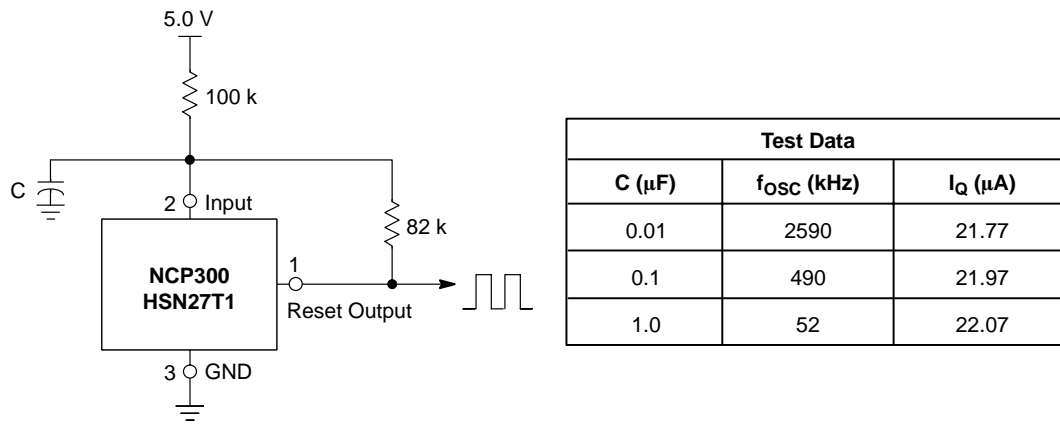 5.0 V
100 k
C
2 Input
82 k
NCP300
HSN27T1
1
Reset Output
3 GND
Test Data
C (μF) fOSC (kHz) IQ (μA)
0.01 2590 21.77
0.1 490 21.97
1.0 52 22.07